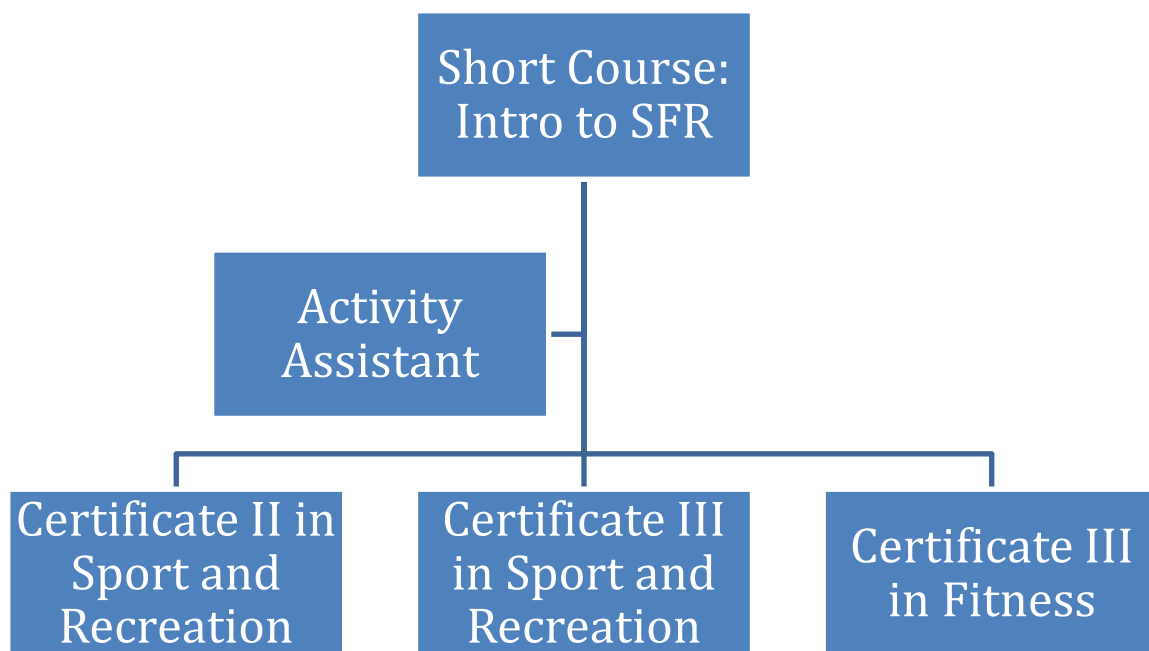 Short Course:
Intro to SFR
Activity
Assistant
Certificate II in
Sport and
Recreation
Certificate III
in Sport and
Recreation
Certificate III
in Fitness